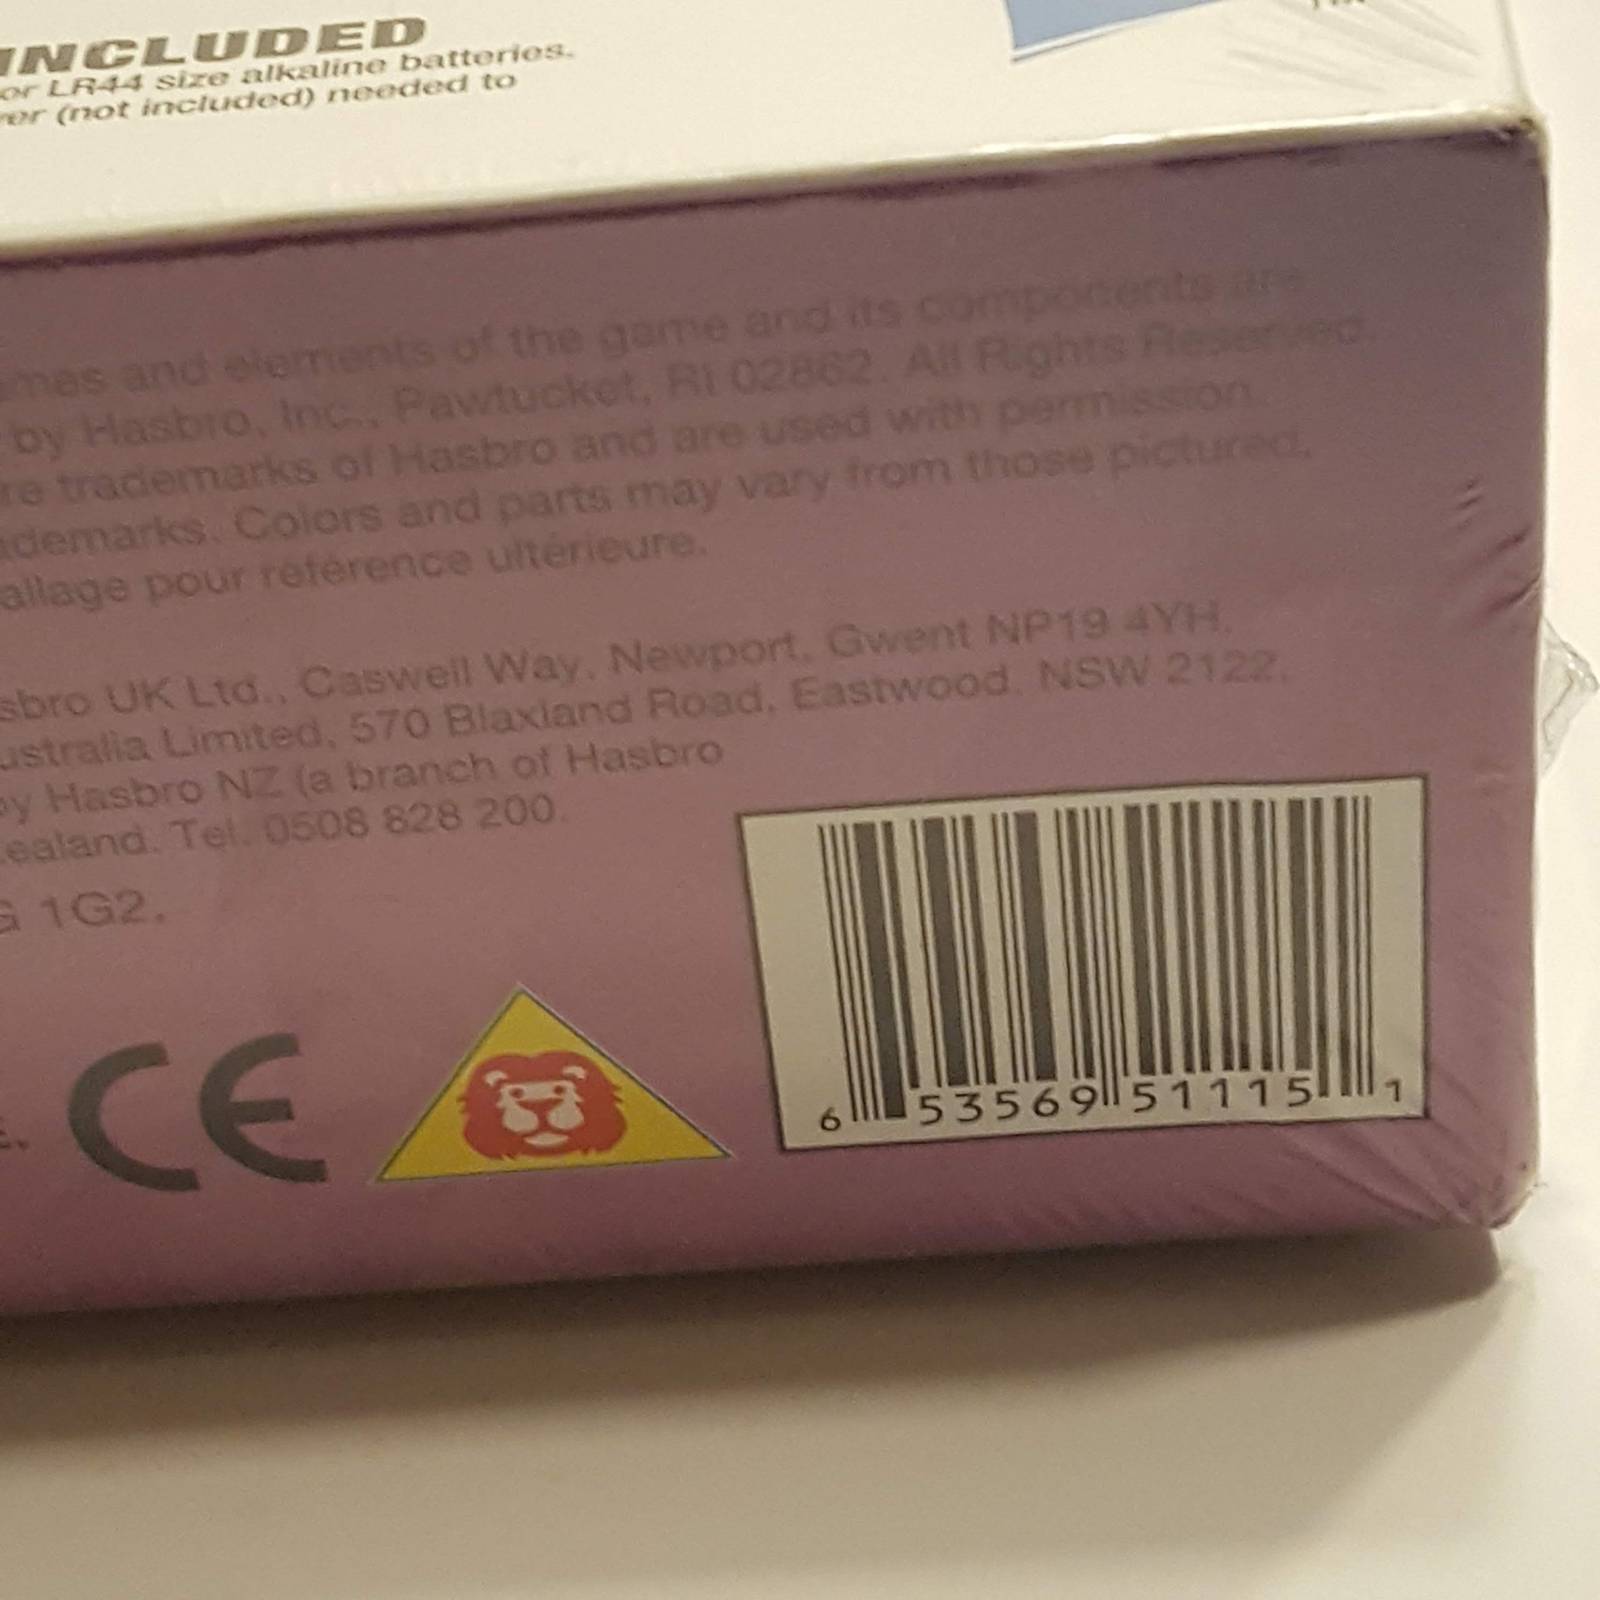 INCLUDED
or LR44 size alkaline batteries.
er (not included) needed to
TM
mes and elements of the game and its components are
by Hasbro, Inc., Pawtucket, RI 02862. All Rights Reserved.
re trademarks of Hasbro and are used with permission.
demarks. Colors and parts may vary from those pictured.
allage pour référence ultérieure.
sbro UK Ltd., Caswell Way, Newport, Gwent NP19 4YH.
ustralia Limited, 570 Blaxland Road, Eastwood, NSW 2122,
by Hasbro NZ (a branch of Hasbro
ealand. Tel. 0508 828 200.
G 1G2.
CE
6 53569 51115 1